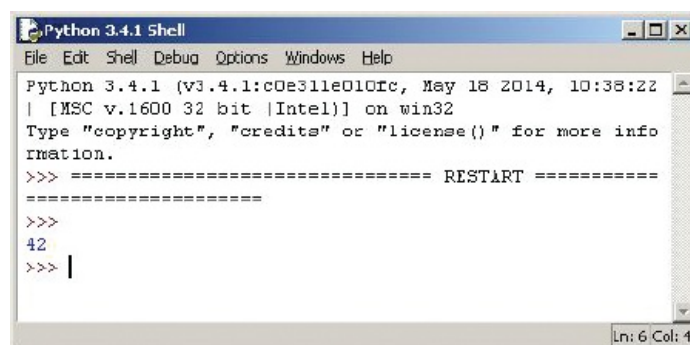 Python 3.4.1 Shell
File Edit Shell Debug Options Windows Help
Python 3.4.1 (v3.4.1:c0e311e010fc, May 18 2014, 10:38:22
| [MSC v.1600 32 bit |Intel)] on win32
Type "copyright", "credits" or "license()" for more info
rmation.
>>> ================================ RESTART ===========
=====================
>>>
42
>>>
Ln: 6 Col: 4